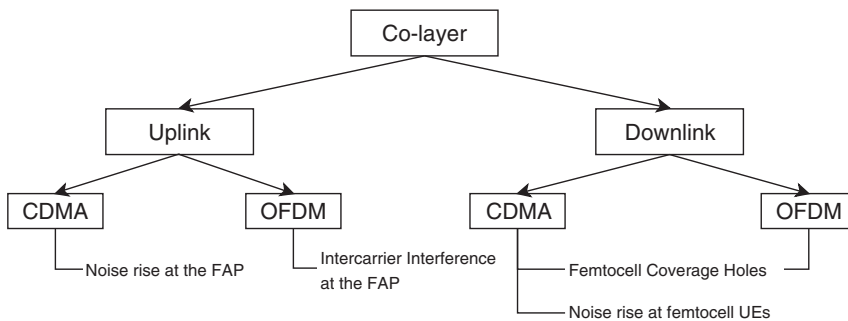 Co-layer
Uplink
Downlink
CDMA
OFDM
CDMA
OFDM
Noise rise at the FAP
Intercarrier Interference
at the FAP
Femtocell Coverage Holes
Noise rise at femtocell UEs